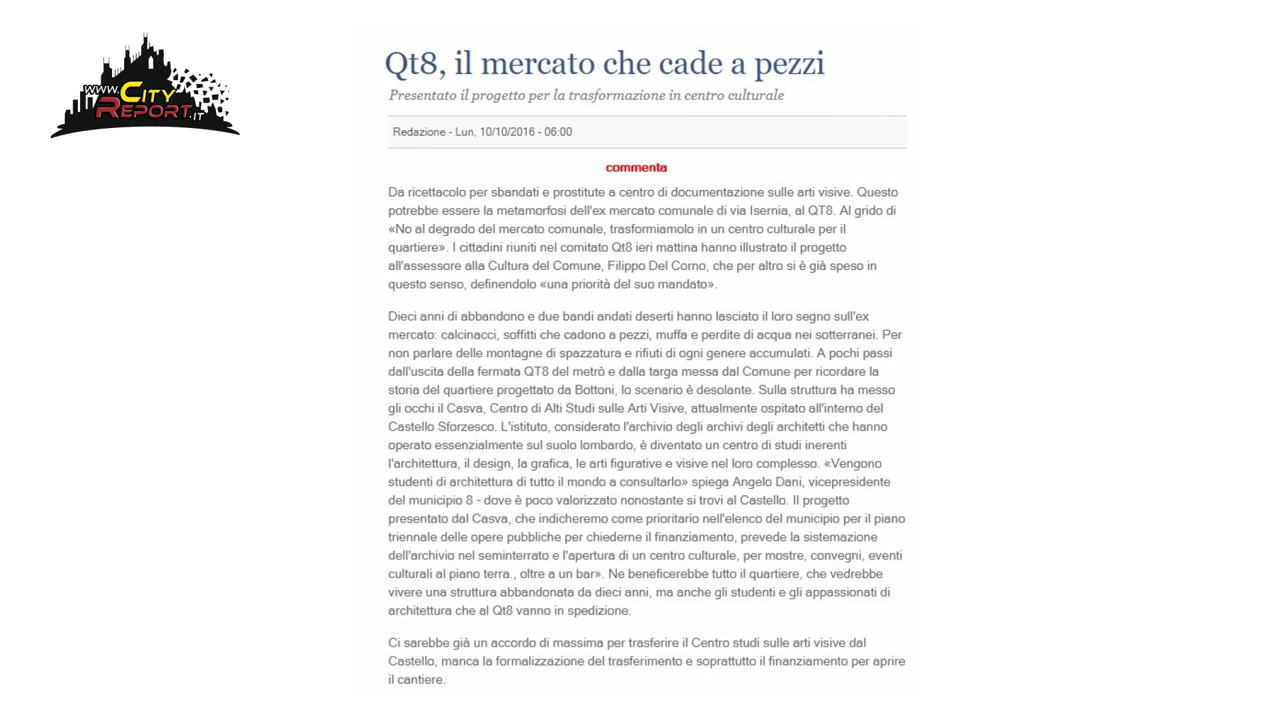 www.CITY
REPORT.IT
Qt8, il mercato che cade a pezzi
Presentato il progetto per la trasformazione in centro culturale
Redazione - Lun, 10/10/2016 - 06:00
commenta
Da ricettacolo per sbandati e prostitute a centro di documentazione sulle arti visive. Questo
potrebbe essere la metamorfosi dell'ex mercato comunale di via Isernia, al QT8. Al grido di
«No al degrado del mercato comunale, trasformiamolo in un centro culturale per il
quartiere». I cittadini riuniti nel comitato Qt8 ieri mattina hanno illustrato il progetto
all'assessore alla Cultura del Comune, Filippo Del Corno, che per altro si è già speso in
questo senso, definendolo «una priorità del suo mandato».
Dieci anni di abbandono e due bandi andati deserti hanno lasciato il loro segno sull'ex
mercato: calcinacci, soffitti che cadono a pezzi, muffa e perdite di acqua nei sotterranei. Per
non parlare delle montagne di spazzatura e rifiuti di ogni genere accumulati. A pochi passi
dall'uscita della fermata QT8 del metrò e dalla targa messa dal Comune per ricordare la
storia del quartiere progettato da Bottoni, lo scenario è desolante. Sulla struttura ha messo
gli occhi il Casva, Centro di Alti Studi sulle Arti Visive, attualmente ospitato all'interno del
Castello Sforzesco. L'istituto, considerato l'archivio degli archivi degli architetti che hanno
operato essenzialmente sul suolo lombardo, è diventato un centro di studi inerenti
l'architettura, il design, la grafica, le arti figurative e visive nel loro complesso. «Vengono
studenti di architettura di tutto il mondo a consultarlo» spiega Angelo Dani, vicepresidente
del municipio 8 - dove è poco valorizzato nonostante si trovi al Castello. Il progetto
presentato dal Casva, che indicheremo come prioritario nell'elenco del municipio per il piano
triennale delle opere pubbliche per chiederne il finanziamento, prevede la sistemazione
dell'archivio nel seminterrato e l'apertura di un centro culturale, per mostre, convegni, eventi
culturali al piano terra., oltre a un bar». Ne beneficerebbe tutto il quartiere, che vedrebbe
vivere una struttura abbandonata da dieci anni, ma anche gli studenti e gli appassionati di
architettura che al Qt8 vanno in spedizione.
Ci sarebbe già un accordo di massima per trasferire il Centro studi sulle arti visive dal
Castello, manca la formalizzazione del trasferimento e soprattutto il finanziamento per aprire
il cantiere.